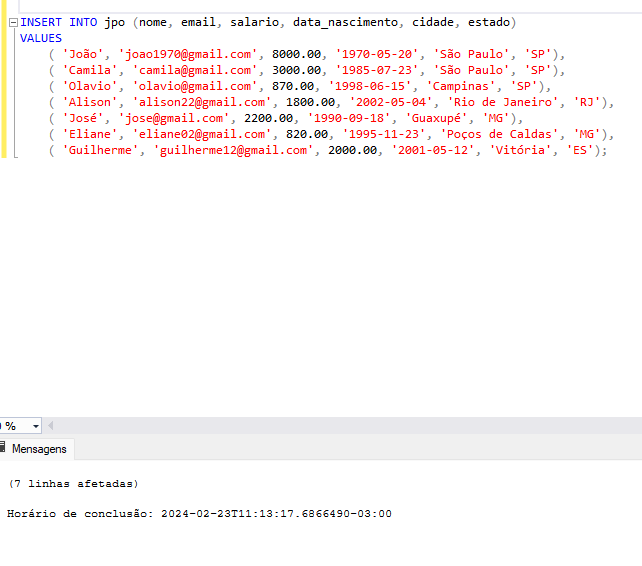 INSERT INTO jpo (nome, email, salario, data_nascimento, cidade, estado)
VALUES
( 'João', 'joao1970@gmail.com', 8000.00, '1970-05-20', 'São Paulo', 'SP'),
( 'Camila', 'camila@gmail.com', 3000.00, '1985-07-23', 'São Paulo', 'SP'),
( 'Olavio', 'olavio@gmail.com', 870.00, '1998-06-15', 'Campinas', 'SP'),
( 'Alison', 'alison22@gmail.com', 1800.00, '2002-05-04', 'Rio de Janeiro', 'RJ'),
( 'José', 'jose@gmail.com', 2200.00, '1990-09-18', 'Guaxupé', 'MG'),
( 'Eliane', 'eliane02@gmail.com', 820.00, '1995-11-23', 'Poços de Caldas', 'MG'),
( 'Guilherme', 'guilherme12@gmail.com', 2000.00, '2001-05-12', 'Vitória', 'ES');
%
Mensagens
(7 linhas afetadas)
Horário de conclusão: 2024-02-23T11:13:17.6866490-03:00